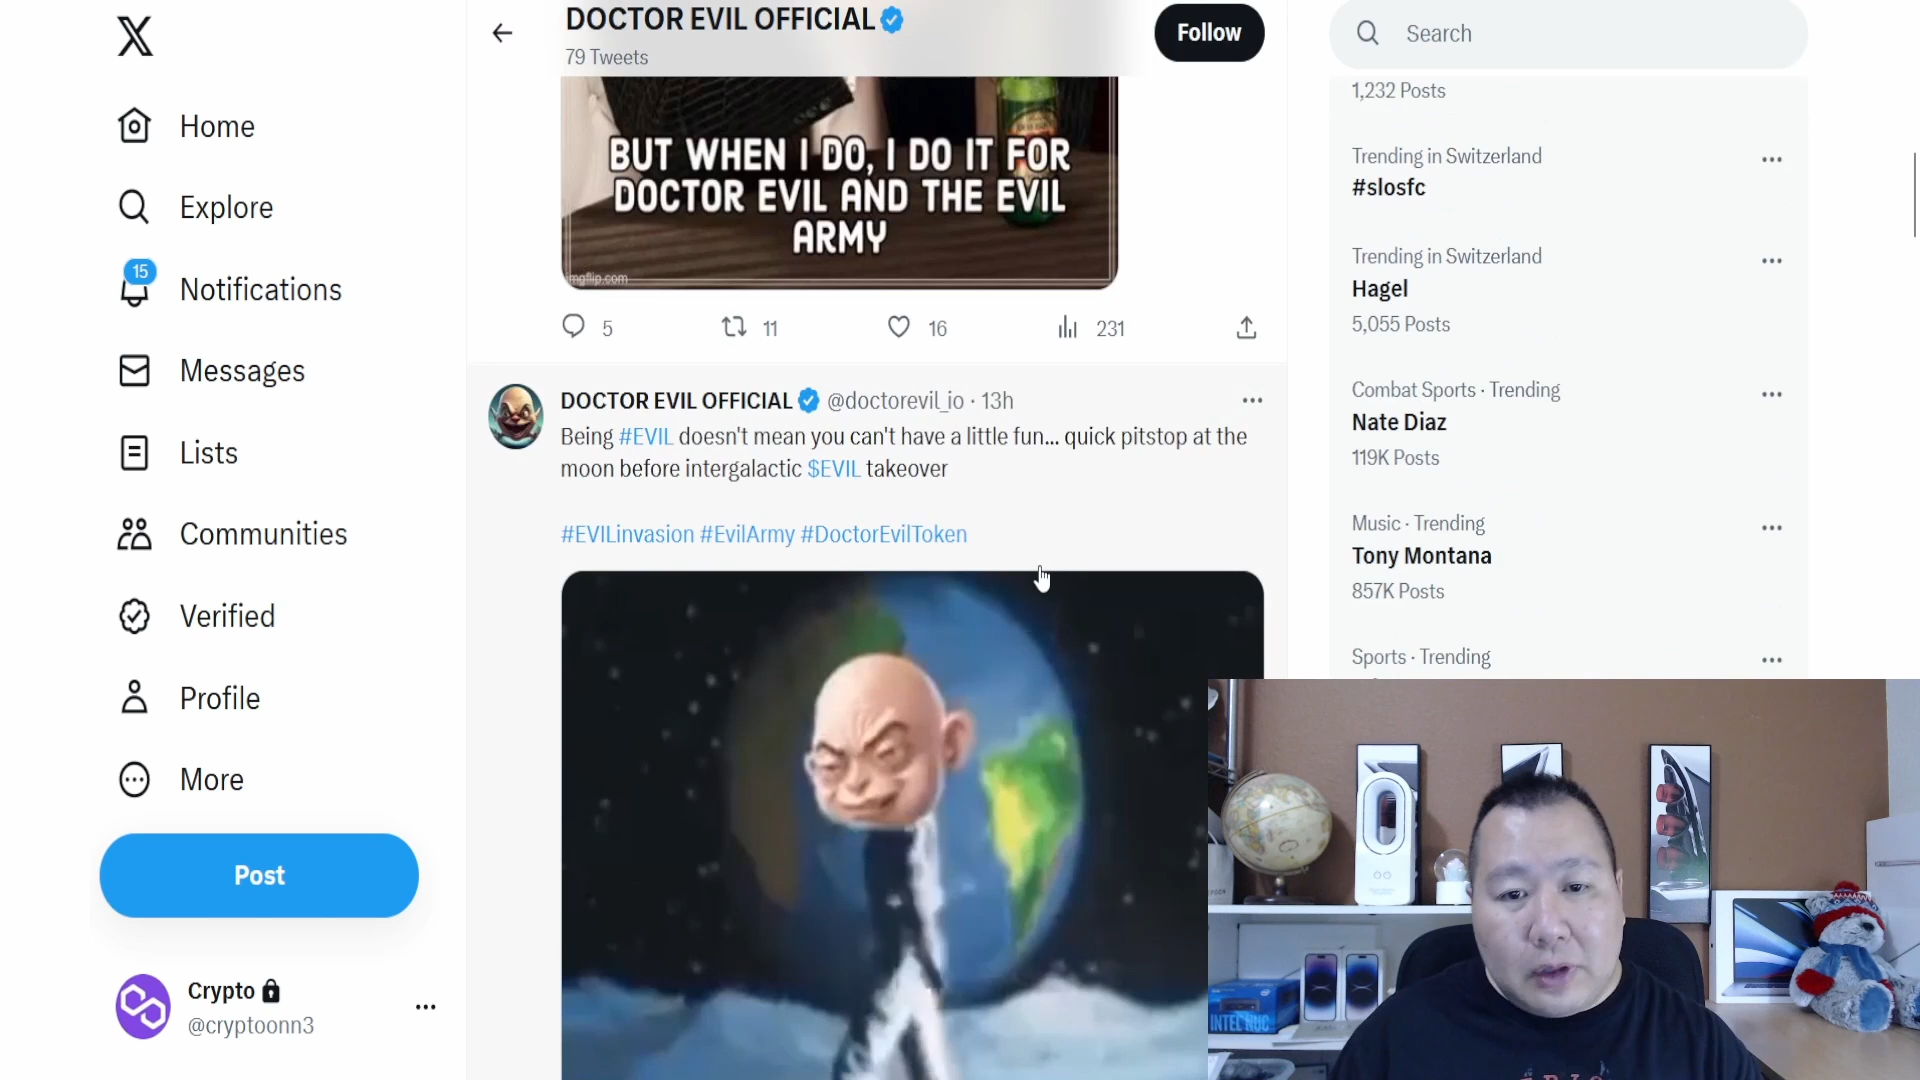 X
Home
Explore
15
Notifications
Messages
Lists
Communities
Verified
Profile
More
Post
Crypto
@cryptoonn3
DOCTOR EVIL OFFICIAL
79 Tweets
Follow
BUT WHEN I DO, I DO IT FOR
DOCTOR EVIL AND THE EVIL
ARMY
imgflip.com
5
11
16
231
DOCTOR EVIL OFFICIAL @doctorevil_io · 13h
Being #EVIL doesn't mean you can't have a little fun... quick pitstop at the
moon before intergalactic $EVIL takeover
#EVILinvasion #EvilArmy #DoctorEvilToken
Search
1,232 Posts
Trending in Switzerland
#slosfc
Trending in Switzerland
Hagel
5,055 Posts
Combat Sports · Trending
Nate Diaz
119K Posts
Music · Trending
Tony Montana
857K Posts
Sports · Trending
INTEL NUC